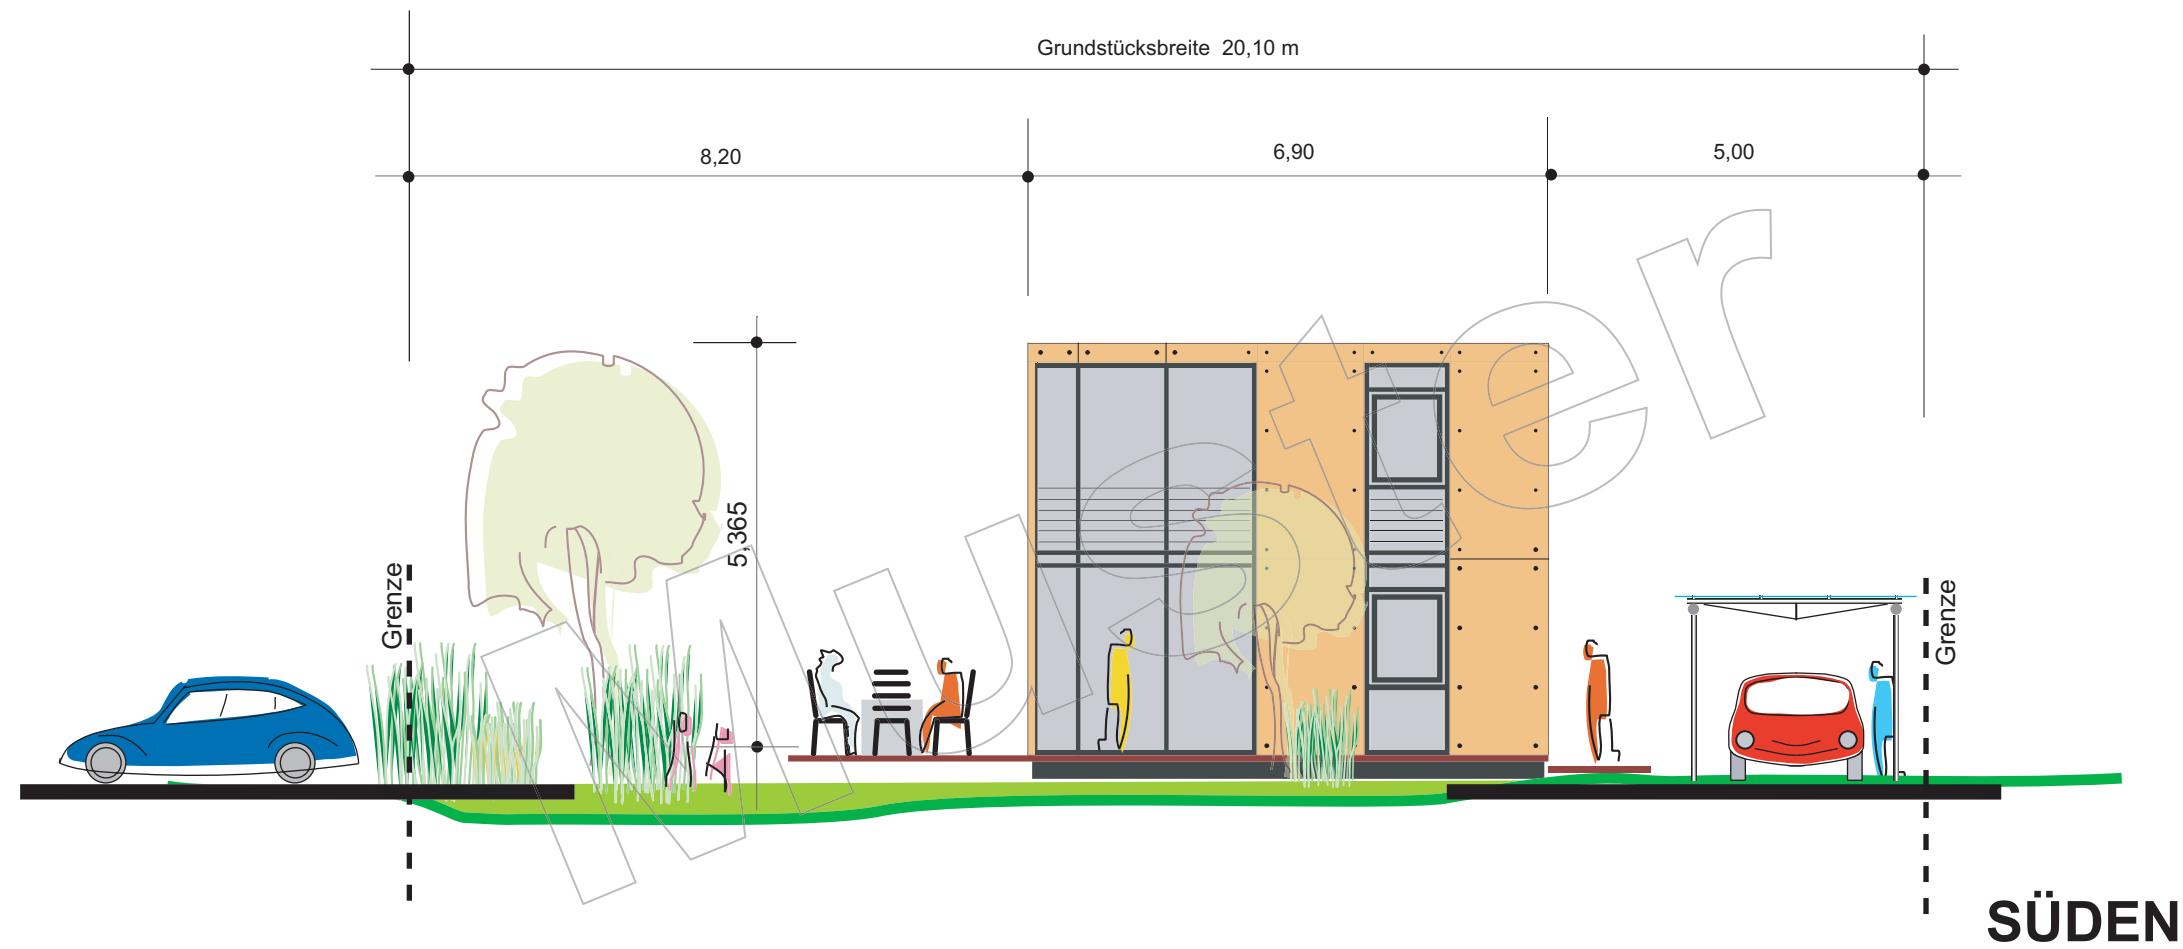 Grundstücksbreite 20,10 m
8,20
6,90
5,00
5,365
Grenze
Grenze
Muster
SÜDEN